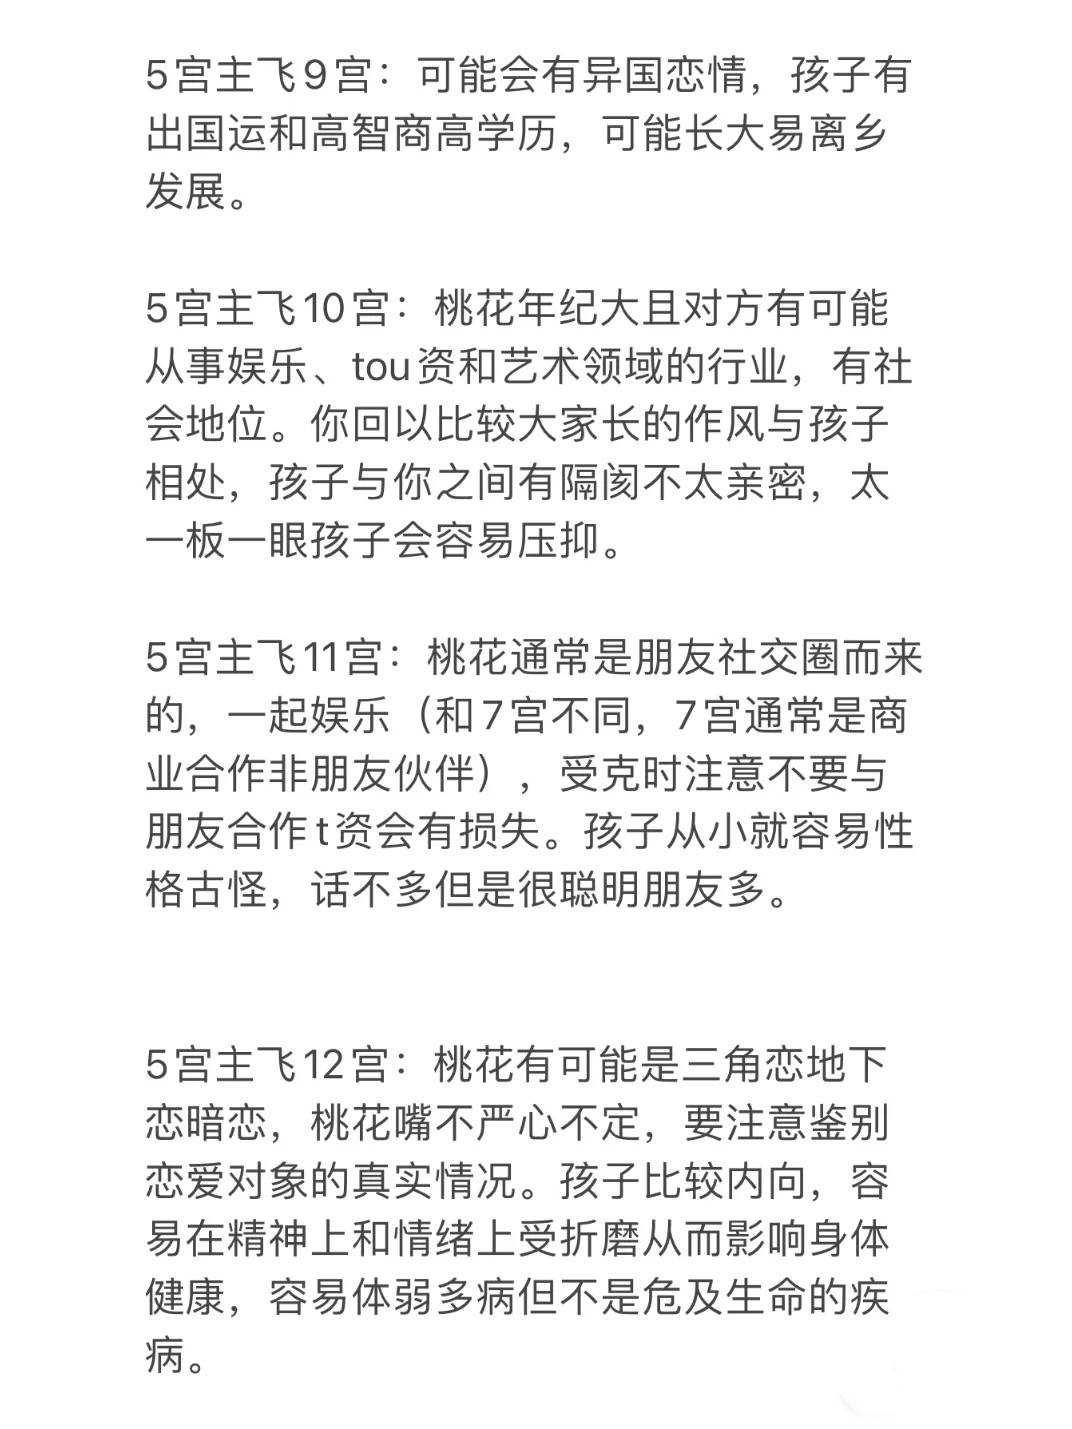 5宫主飞9宫：可能会有异国恋情，孩子有
出国运和高智商高学历，可能长大易离乡
发展。
5宫主飞10宫：桃花年纪大且对方有可能
从事娱乐、tou资和艺术领域的行业，有社
会地位。你回以比较大家长的作风与孩子
相处，孩子与你之间有隔阂不太亲密，太
一板一眼孩子会容易压抑。
5宫主飞11宫：桃花通常是朋友社交圈而来
的，一起娱乐（和7宫不同，7宫通常是商
业合作非朋友伙伴），受克时注意不要与
朋友合作t资会有损失。孩子从小就容易性
格古怪，话不多但是很聪明朋友多。
5宫主飞12宫：桃花有可能是三角恋地下
恋暗恋，桃花嘴不严心不定，要注意鉴别
恋爱对象的真实情况。孩子比较内向，容
易在精神上和情绪上受折磨从而影响身体
健康，容易体弱多病但不是危及生命的疾
病。